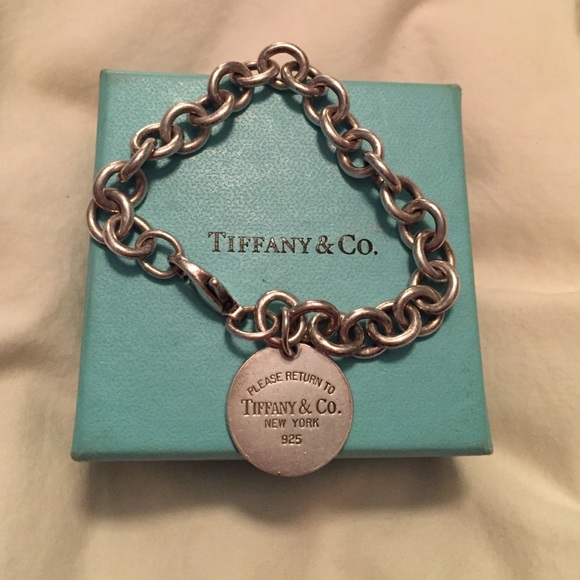 TIFFANY & CO.
PLEASE RETURN TO
TIFFANY & CO.
NEW YORK
925